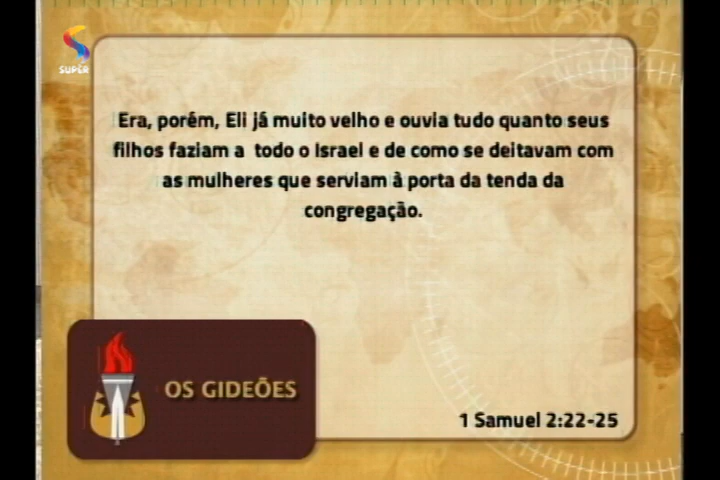 SUPER
Era, porém, Eli já muito velho e ouvia tudo quanto seus
filhos faziam a todo o Israel e de como se deitavam com
as mulheres que serviam à porta da tenda da
congregação.
OS GIDEÕES
1 Samuel 2:22-25